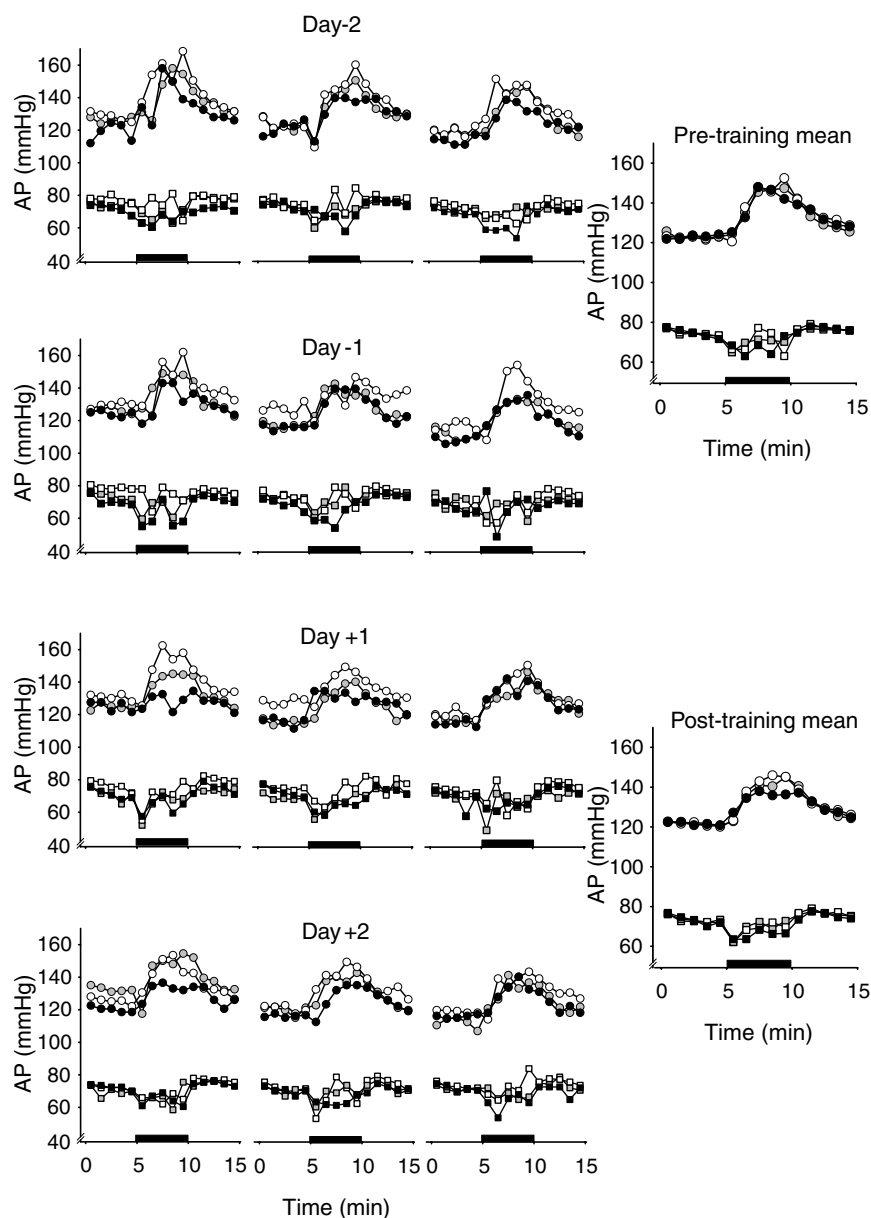 Day-2
160
140
120
100
80
60
40
AP (mmHg)
Day -1
160
140
120
100
80
60
40
AP (mmHg)
Day +1
160
140
120
100
80
60
40
AP (mmHg)
Day +2
160
140
120
100
80
60
40
AP (mmHg)
0 5 10 15 0 5 10 15 0 5 10 15
Time (min)
Pre-training mean
160
140
120
100
80
60
AP (mmHg)
0 5 10 15
Time (min)
Post-training mean
160
140
120
100
80
60
AP (mmHg)
0 5 10 15
Time (min)